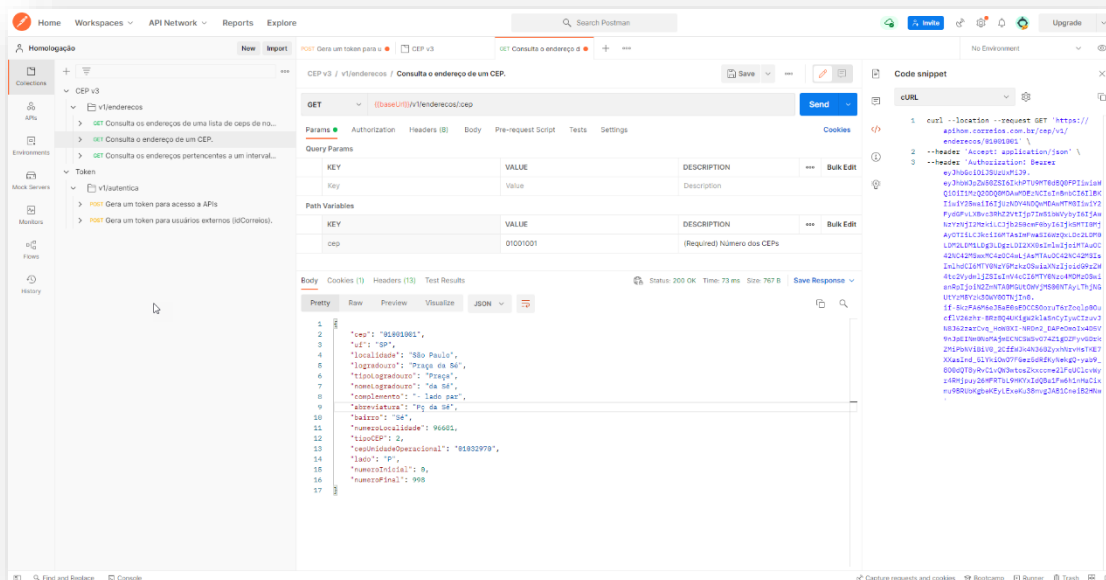 Home Workspaces API Network Reports Explore
Search Postman
Invite
Upgrade
Homologação
New Import
POST Gera um token para u
CEP v3
GET Consulta o endereço d
No Environment
Collections
APIs
Environments
Mock Servers
Monitors
Flows
History
CEP v3
v1/enderecos
GET Consulta os endereços de uma lista de ceps de no...
GET Consulta o endereço de um CEP.
GET Consulta os endereços pertencentes a um interval...
Token
v1/autentica
POST Gera um token para acesso a APIs
POST Gera um token para usuários externos (idCorreios).
CEP v3 / v1/enderecos / Consulta o endereço de um CEP.
Save
GET
{{baseUrl}}/v1/enderecos/:cep
Send
Params Authorization Headers (8) Body Pre-request Script Tests Settings
Cookies
Query Params
KEY VALUE DESCRIPTION Bulk Edit
Key Value Description
Path Variables
KEY VALUE DESCRIPTION Bulk Edit
cep 01001001 (Required) Número dos CEPs
Body Cookies (1) Headers (13) Test Results
Status: 200 OK Time: 73 ms Size: 767 B Save Response
Pretty Raw Preview Visualize JSON
1 {
2 "cep": "01001001",
3 "uf": "SP",
4 "localidade": "São Paulo",
5 "logradouro": "Praça da Sé",
6 "tipoLogradouro": "Praça",
7 "nomeLogradouro": "da Sé",
8 "complemento": "- lado par",
9 "abreviatura": "Pç da Sé",
10 "bairro": "Sé",
11 "numeroLocalidade": 96681,
12 "tipoCEP": 2,
13 "cepUnidadeOperacional": "01032970",
14 "lado": "P",
15 "numeroInicial": 0,
16 "numeroFinal": 998
17 }
Code snippet
cURL
1 curl --location --request GET 'https://
apihom.correios.com.br/cep/v1/
enderecos/01001001' \
2 --header 'Accept: application/json' \
3 --header 'Authorization: Bearer
Find and Replace Console
Capture requests and cookies Bootcamp Runner Trash